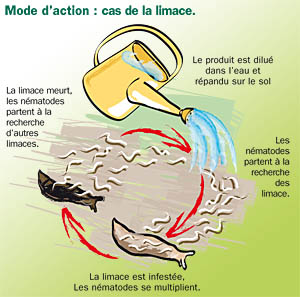 Mode d'action : cas de la limace.
Le produit est dilué
dans l'eau et
répandu sur le sol
Les
nématodes
partent à la
recherche
des
limace.
La limace est infestée,
Les nématodes se multiplient.
La limace meurt,
les nématodes
partent à la
recherche
d'autres
limaces.